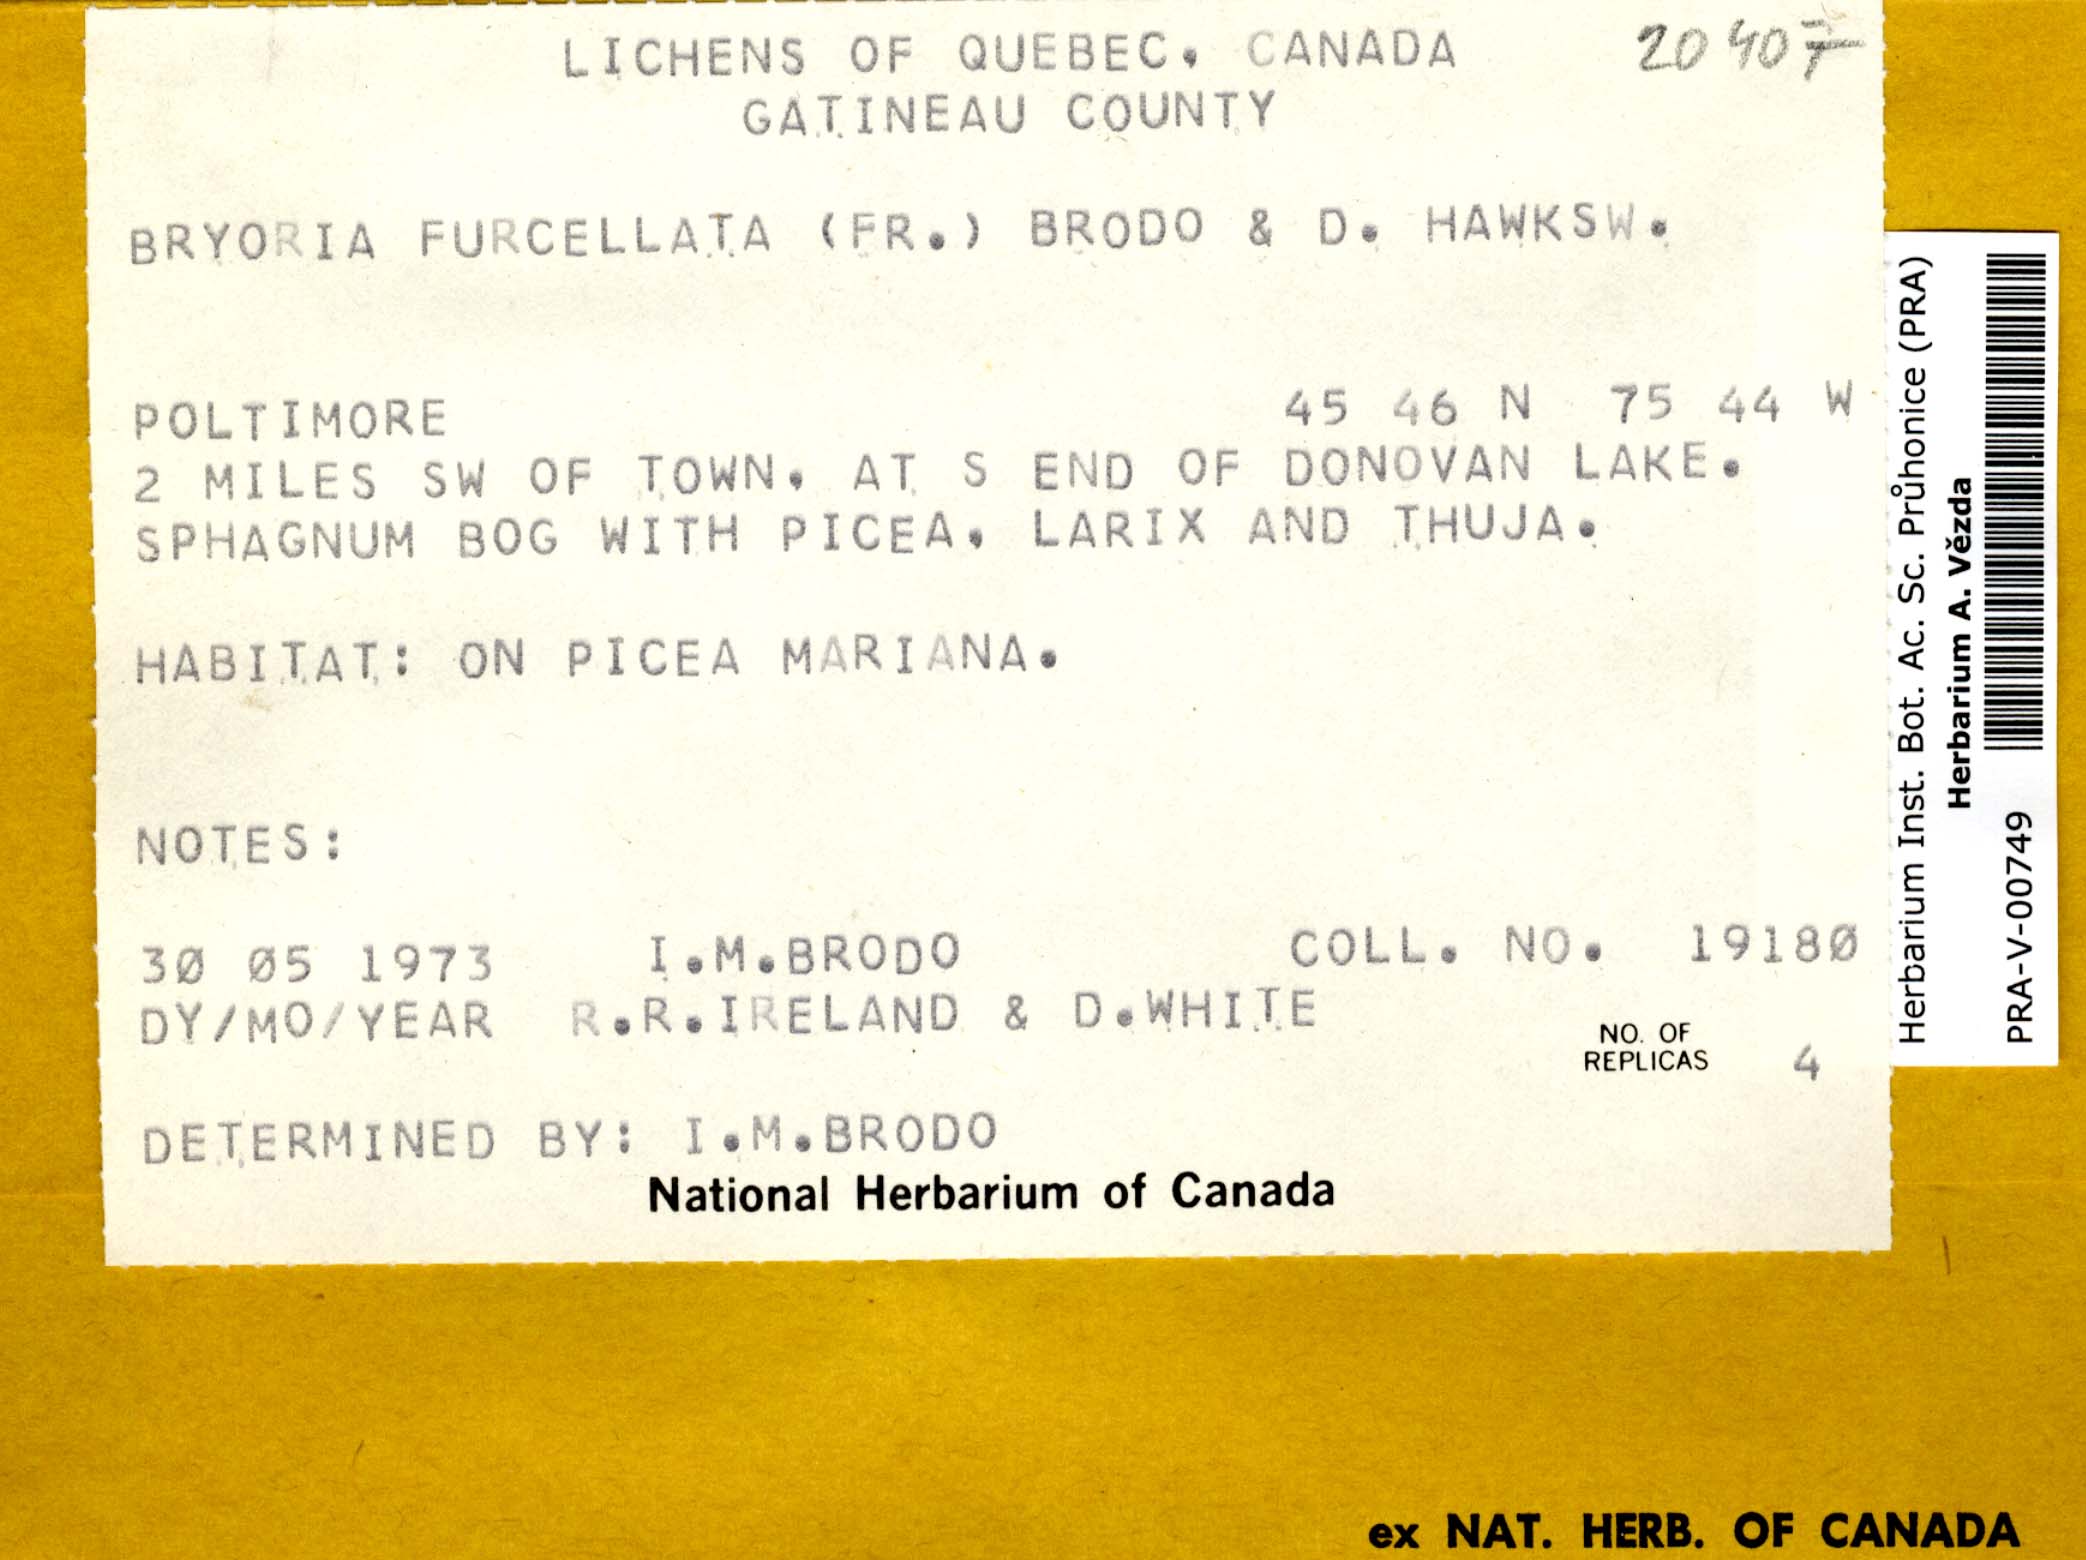 LICHENS OF QUEBEC, CANADA
20407
GATINEAU COUNTY
BRYORIA FURCELLATA (FR.) BRODO & D. HAWKSW.
POLTIMORE 45 46 N 75 44 W
2 MILES SW OF TOWN, AT S END OF DONOVAN LAKE.
SPHAGNUM BOG WITH PICEA, LARIX AND THUJA.
HABITAT: ON PICEA MARIANA.
NOTES:
30 05 1973 I.M.BRODO COLL. NO. 19180
DY/MO/YEAR R.R.IRELAND & D.WHITE
NO. OF
REPLICAS 4
DETERMINED BY: I.M.BRODO
National Herbarium of Canada
Herbarium Inst. Bot. Ac. Sc. Průhonice (PRA)
Herbarium A. Vězda
PRA-V-00749
ex NAT. HERB. OF CANADA